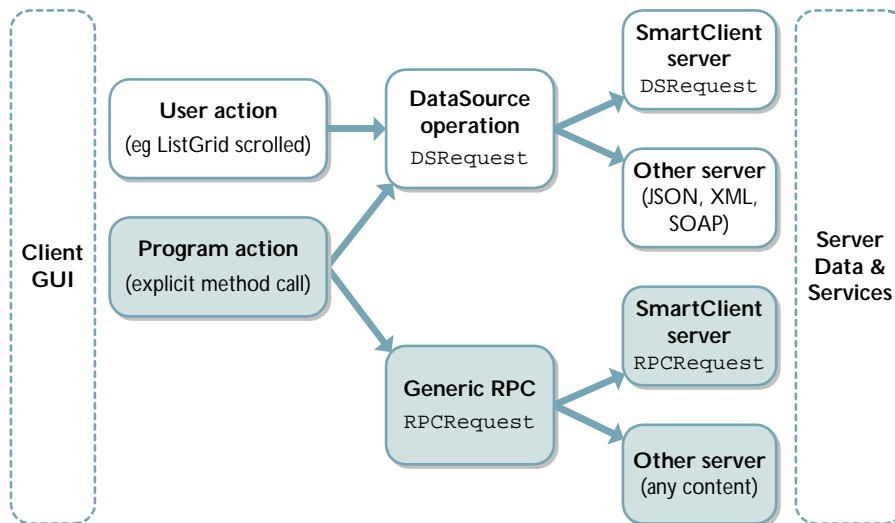 Client
GUI
User action
(eg ListGrid scrolled)
Program action
(explicit method call)
DataSource
operation
DSRequest
Generic RPC
RPCRequest
SmartClient
server
DSRequest
Other server
(JSON, XML,
SOAP)
SmartClient
server
RPCRequest
Other server
(any content)
Server
Data &
Services